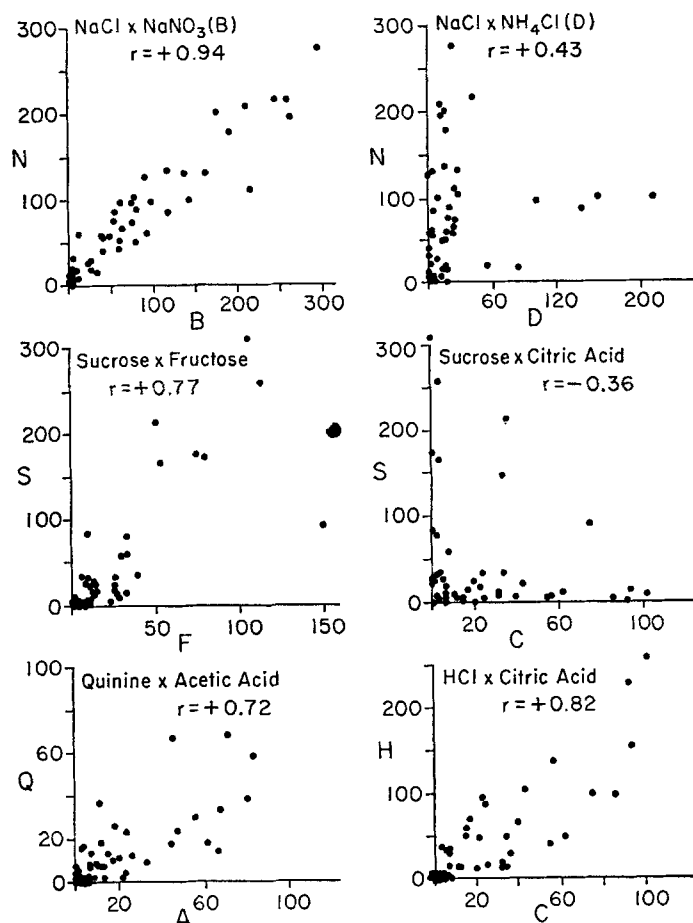 NaCl x NaNO₃(B)
r=+0.94
300
200
N
100
0
0
100
200
300
B
NaCl x NH₄Cl(D)
r=+0.43
300
200
N
100
0
60
120
200
D
Sucrose x Fructose
r=+0.77
300
200
S
100
0
50
100
150
F
Sucrose x Citric Acid
r=-0.36
300
200
S
100
0
20
60
100
C
Quinine x Acetic Acid
r=+0.72
100
60
Q
20
0
20
60
100
A
HCl x Citric Acid
r=+0.82
200
H
100
0
0
20
60
100
C